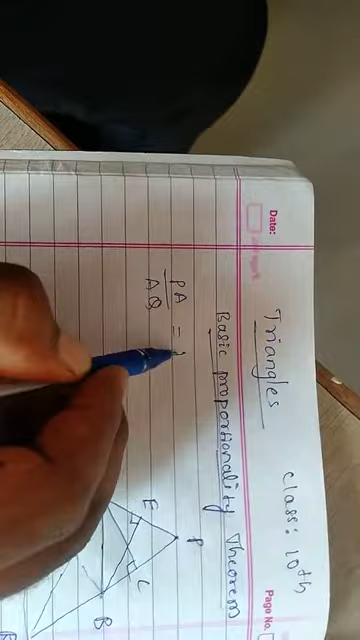 Date:
Page No.
Class: 10th
Triangles
Basic proportionality Theorem
PA =
AQ
P
E
L
B